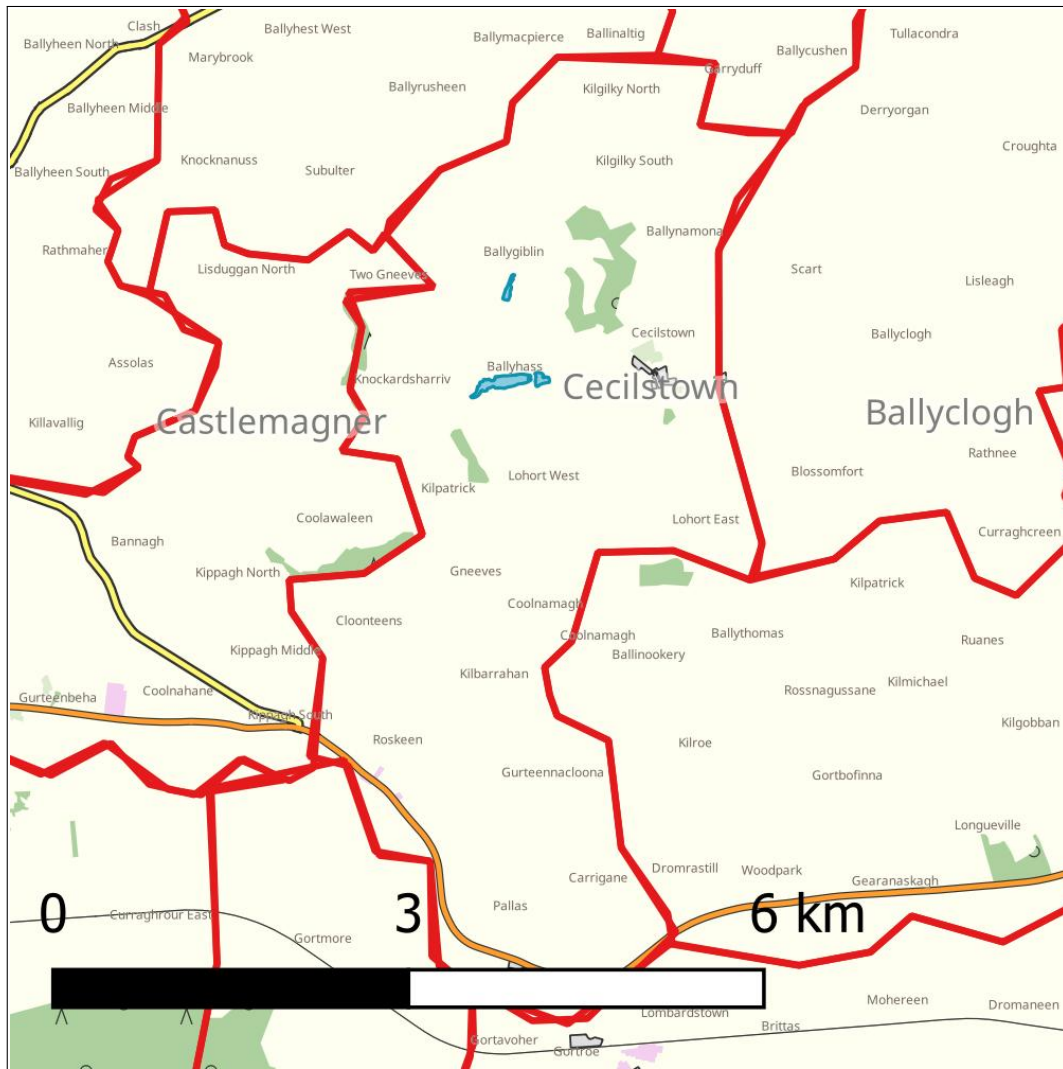 Clash
Ballyheen North
Ballyhest West
Ballymacpierce
Ballinaltig
Tullacondra
Ballycushen
Marybrook
Garryduff
Ballyrusheen
Kilgilky North
Ballyheen Middle
Derryorgan
Croughta
Knocknanuss
Kilgilky South
Subulter
Ballyheen South
Ballynamona
Rathmaher
Ballygiblin
Lisduggan North
Two Gneeves
Scart
Lisleagh
Cecilstown
Ballyclogh
Assolas
Ballyhass
Knockardsharriv
Cecilstown
Castlemagner
Ballyclogh
Killavallig
Rathnee
Blossomfort
Lohort West
Kilpatrick
Coolawaleen
Lohort East
Curraghcreen
Bannagh
Kippagh North
Gneeves
Kilpatrick
Coolnamagh
Cloonteens
Ballythomas
Coolnamagh
Ruanes
Kippagh Middle
Ballinookery
Kilbarrahan
Kilmichael
Coolnahane
Rossnagussane
Gurteenbeha
Kippagh South
Kilgobban
Roskeen
Kilroe
Gurteennacloona
Gortbofinna
Longueville
Dromrastill
Woodpark
Carrigane
Gearanaskagh
Pallas
0 3 6 km
Curraghrour East
Gortmore
Mohereen
Dromaneen
Lombardstown
Brittas
Gortavoher
Gortroe